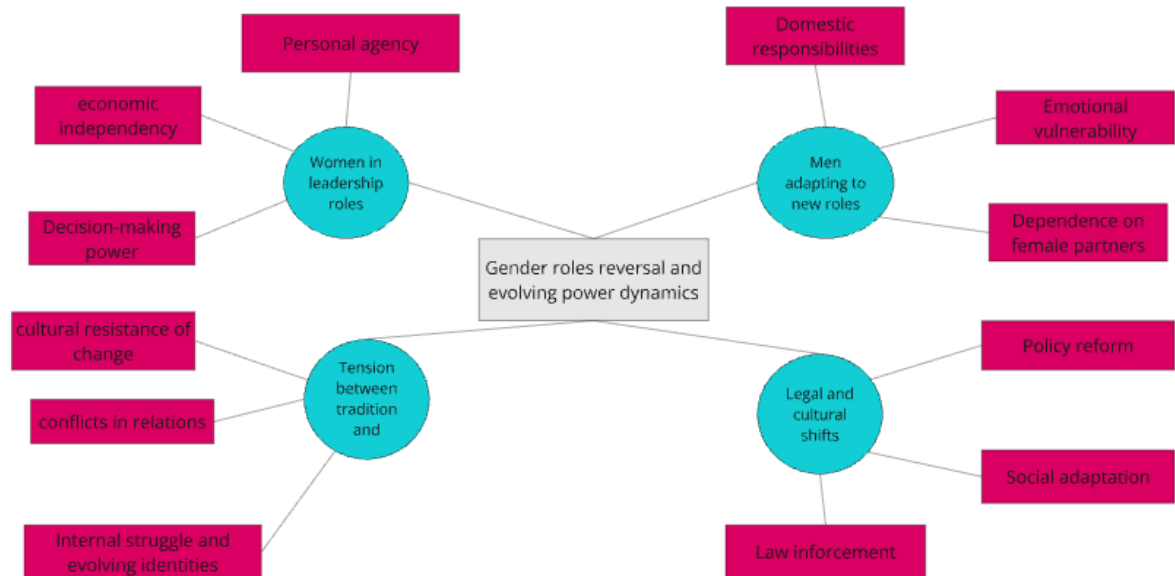 Personal agency
economic
independency
Decision-making
power
Women in
leadership
roles
Domestic
responsibilities
Emotional
vulnerability
Dependence on
female partners
Men
adapting to
new roles
Gender roles reversal and
evolving power dynamics
cultural resistance of
change
conflicts in relations
Internal struggle and
evolving identities
Tension
between
tradition
and
Legal and
cultural
shifts
Policy reform
Social adaptation
Law inforcement